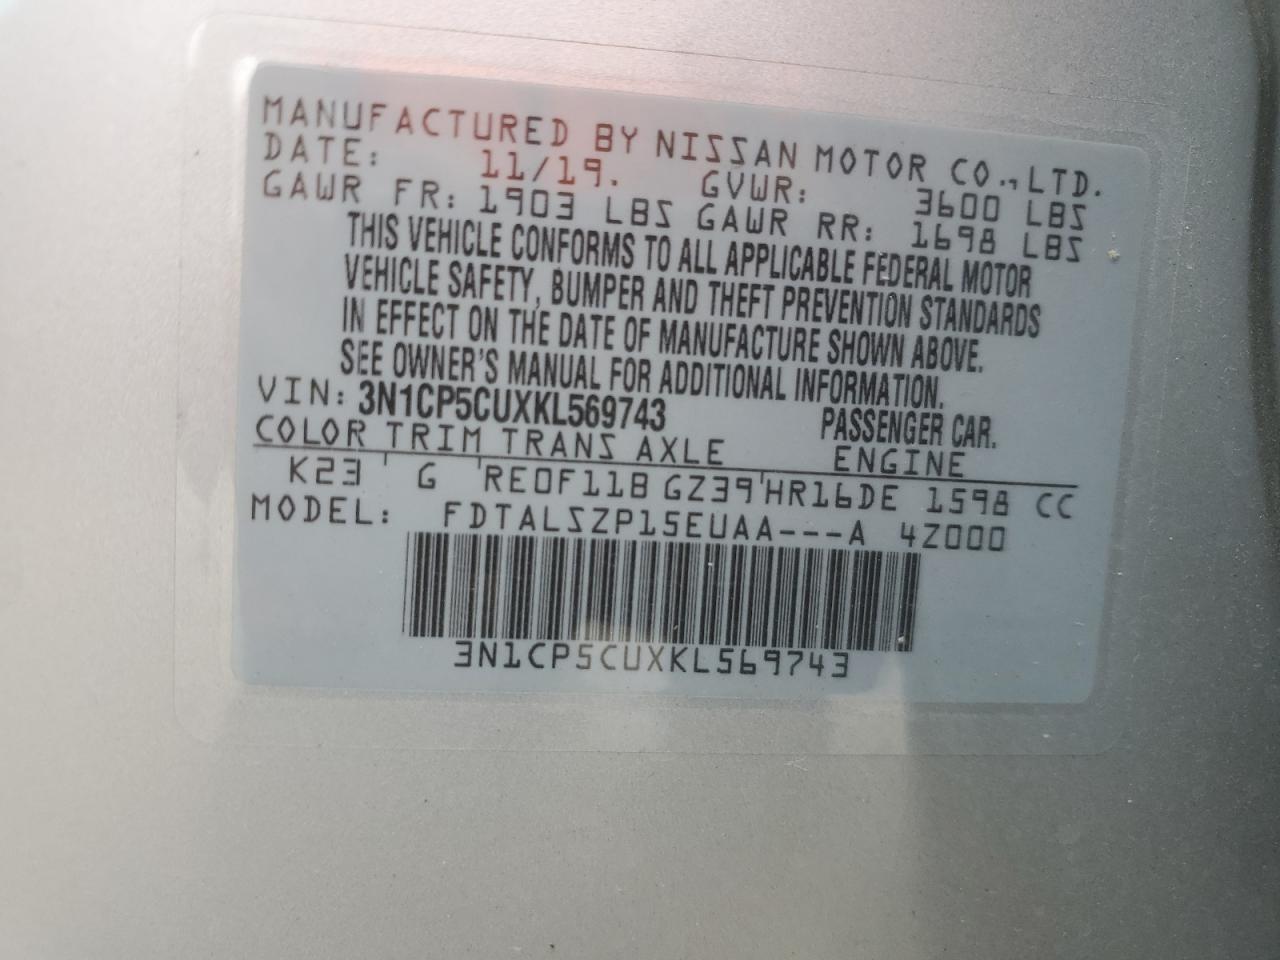 MANUFACTURED BY NISSAN MOTOR CO., LTD.
DATE: 11/19. GVWR: 3600 LBS
GAWR FR: 1903 LBS GAWR RR: 1698 LBS
THIS VEHICLE CONFORMS TO ALL APPLICABLE FEDERAL MOTOR
VEHICLE SAFETY, BUMPER AND THEFT PREVENTION STANDARDS
IN EFFECT ON THE DATE OF MANUFACTURE SHOWN ABOVE.
SEE OWNER'S MANUAL FOR ADDITIONAL INFORMATION.
VIN: 3N1CP5CUXKL569743 PASSENGER CAR.
COLOR TRIM TRANS AXLE ENGINE
K23 G RE0F11B GZ39 HR16DE 1598 CC
MODEL: FDTALSZP15EUAA---A 4Z000
3N1CP5CUXKL569743